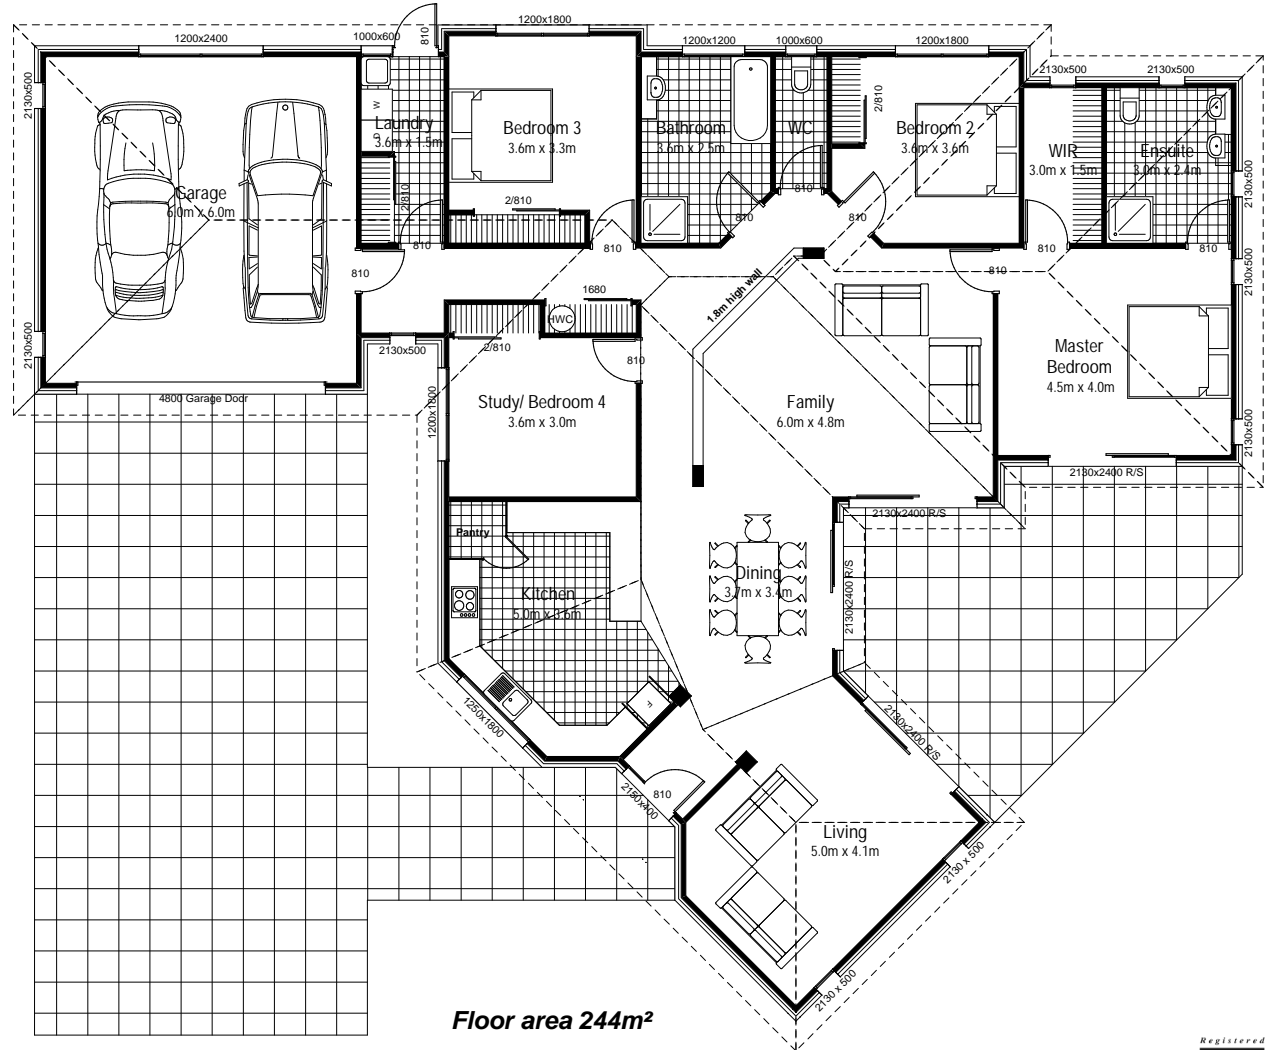 1200x1800
810
1200x2400
1000x600
1200x1200
1000x600
1200x1800
2130x500
2130x500
2130x500
W
D
Laundry
3.6m x 1.5m
2/810
Bedroom 3
3.6m x 3.3m
2/810
Bathroom
3.6m x 2.5m
WC
2/810
Bedroom 2
3.6m x 3.6m
WIR
3.0m x 1.5m
Ensuite
3.0m x 2.4m
2130x500
Garage
6.0m x 6.0m
810
810
810
810
810
810
810
810
810
2130x500
1680
HWC
1.8m high wall
2130x500
2130x500
2/810
810
Master
Bedroom
4.5m x 4.0m
4800 Garage Door
1200x1800
Study/ Bedroom 4
3.6m x 3.0m
Family
6.0m x 4.8m
2130x500
2130x2400 R/S
2130x2400 R/S
Pantry
Kitchen
5.0m x 3.6m
Dining
3.7m x 3.4m
2130x2400 R/S
F
1250x1800
2130x2400 R/S
2150x400
810
Living
5.0m x 4.1m
2130 x 500
2130 x 500
Floor area 244m²
Registered